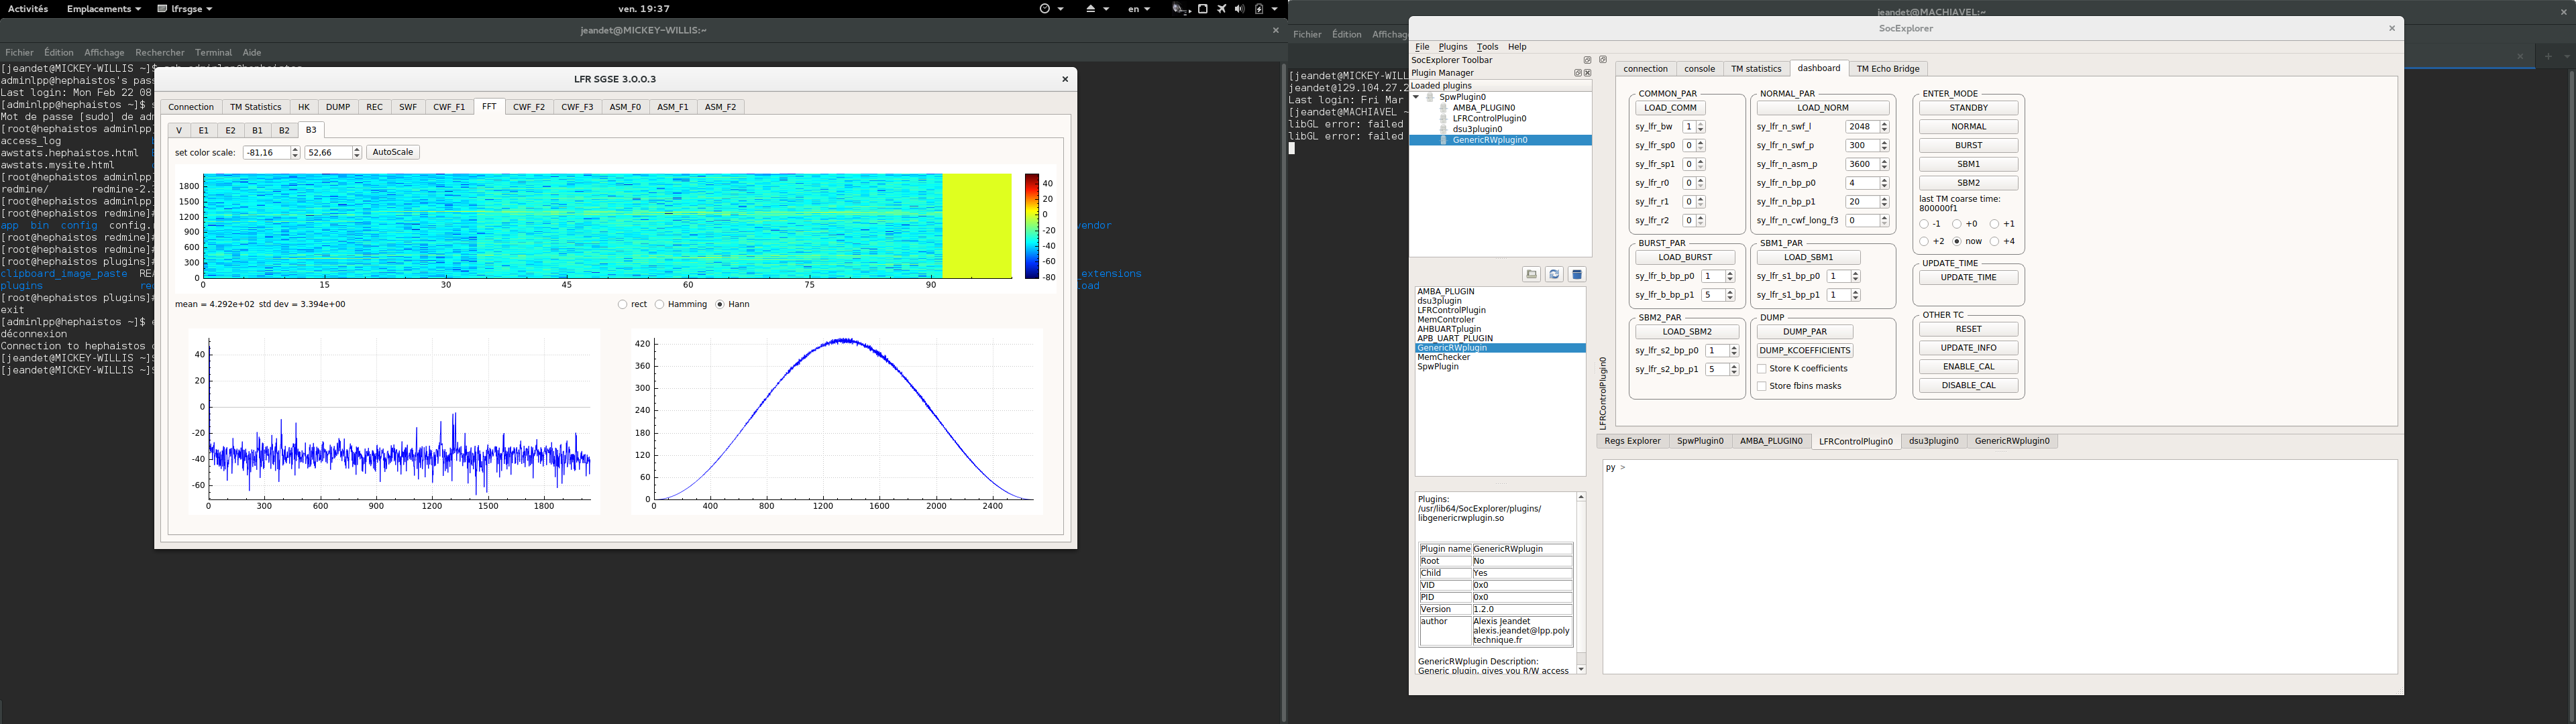 Activités Emplacements lfrsgse ven. 19:37 en
jeandet@MICKEY-WILLIS:~
Fichier Édition Affichage Rechercher Terminal Aide
[jeandet@MICKEY-WILLIS ~]$ ssh adminlpp@hephaistos
adminlpp@hephaistos's pass
Last login: Mon Feb 22 08
[adminlpp@hephaistos ~]$ s
Mot de passe [sudo] de adm
[root@hephaistos adminlpp]
access_log
awstats.hephaistos.html
awstats.mysite.html
[root@hephaistos adminlpp]
redmine/ redmine-2.
[root@hephaistos adminlpp]
[root@hephaistos redmine]#
app bin config config.
vendor
[root@hephaistos redmine]#
[root@hephaistos redmine]#
[root@hephaistos plugins]#
clipboard_image_paste REA
_extensions
plugins red
load
[root@hephaistos plugins]#
exit
[adminlpp@hephaistos ~]$ e
déconnexion
Connection to hephaistos c
[jeandet@MICKEY-WILLIS ~]$
[jeandet@MICKEY-WILLIS ~]$
LFR SGSE 3.0.0.3
Connection TM Statistics HK DUMP REC SWF CWF_F1 FFT CWF_F2 CWF_F3 ASM_F0 ASM_F1 ASM_F2
V E1 E2 B1 B2 B3
set color scale: -81,16 52,66 AutoScale
1800
1500
1200
900
600
300
0
0 15 30 45 60 75 90
40
20
0
-20
-40
-60
-80
mean = 4.292e+02 std dev = 3.394e+00
rect Hamming Hann
40
20
0
-20
-40
-60
0 300 600 900 1200 1500 1800
420
360
300
240
180
120
60
0
0 400 800 1200 1600 2000 2400
jeandet@MACHIAVEL:~
Fichier Édition Affichag
[jeandet@MICKEY-WILL
jeandet@129.104.27.2
Last login: Fri Mar
[jeandet@MACHIAVEL ~
libGL error: failed
libGL error: failed
SocExplorer
File Plugins Tools Help
SocExplorer Toolbar
Plugin Manager
Loaded plugins
SpwPlugin0
AMBA_PLUGIN0
LFRControlPlugin0
dsu3plugin0
GenericRWplugin0
AMBA_PLUGIN
dsu3plugin
LFRControlPlugin
MemControler
AHBUARTplugin
APB_UART_PLUGIN
GenericRWplugin
MemChecker
SpwPlugin
Plugins:
/usr/lib64/SocExplorer/plugins/
libgenericrwplugin.so
Plugin name GenericRWplugin
Root No
Child Yes
VID 0x0
PID 0x0
Version 1.2.0
author Alexis Jeandet
alexis.jeandet@lpp.poly
technique.fr
GenericRWplugin Description:
Generic plugin, gives you R/W access
LFRControlPlugin0
connection console TM statistics dashboard TM Echo Bridge
COMMON_PAR
LOAD_COMM
sy_lfr_bw 1
sy_lfr_sp0 0
sy_lfr_sp1 0
sy_lfr_r0 0
sy_lfr_r1 0
sy_lfr_r2 0
NORMAL_PAR
LOAD_NORM
sy_lfr_n_swf_l 2048
sy_lfr_n_swf_p 300
sy_lfr_n_asm_p 3600
sy_lfr_n_bp_p0 4
sy_lfr_n_bp_p1 20
sy_lfr_n_cwf_long_f3 0
ENTER_MODE
STANDBY
NORMAL
BURST
SBM1
SBM2
last TM coarse time:
800000f1
-1 +0 +1
+2 now +4
BURST_PAR
LOAD_BURST
sy_lfr_b_bp_p0 1
sy_lfr_b_bp_p1 5
SBM1_PAR
LOAD_SBM1
sy_lfr_s1_bp_p0 1
sy_lfr_s1_bp_p1 1
UPDATE_TIME
UPDATE_TIME
SBM2_PAR
LOAD_SBM2
sy_lfr_s2_bp_p0 1
sy_lfr_s2_bp_p1 5
DUMP
DUMP_PAR
DUMP_KCOEFFICIENTS
Store K coefficients
Store fbins masks
OTHER TC
RESET
UPDATE_INFO
ENABLE_CAL
DISABLE_CAL
Regs Explorer SpwPlugin0 AMBA_PLUGIN0 LFRControlPlugin0 dsu3plugin0 GenericRWplugin0
py >